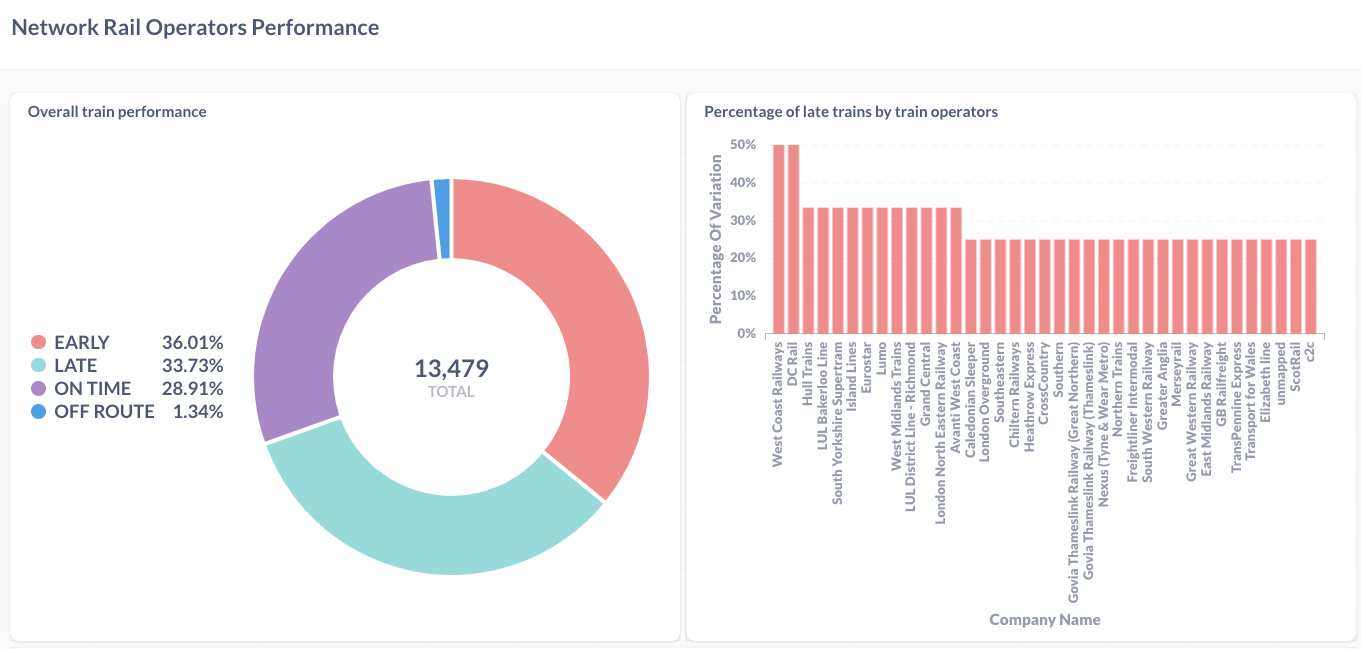 Network Rail Operators Performance
Overall train performance
EARLY 36.01%
LATE 33.73%
ON TIME 28.91%
OFF ROUTE 1.34%
13,479
TOTAL
Percentage of late trains by train operators
Percentage Of Variation
50%
40%
30%
20%
10%
0%
West Coast Railways
DC Rail
Hull Trains
LUL Bakerloo Line
South Yorkshire Supertram
Island Lines
Eurostar
Lumo
West Midlands Trains
LUL District Line - Richmond
Grand Central
London North Eastern Railway
Avanti West Coast
Caledonian Sleeper
London Overground
Southeastern
Chiltern Railways
Heathrow Express
CrossCountry
Southern
Govia Thameslink Railway (Great Northern)
Govia Thameslink Railway (Thameslink)
Nexus (Tyne & Wear Metro)
Northern Trains
Freightliner Intermodal
South Western Railway
Greater Anglia
Merseyrail
Great Western Railway
East Midlands Railway
GB Railfreight
TransPennine Express
Transport for Wales
Elizabeth line
unmapped
ScotRail
c2c
Company Name